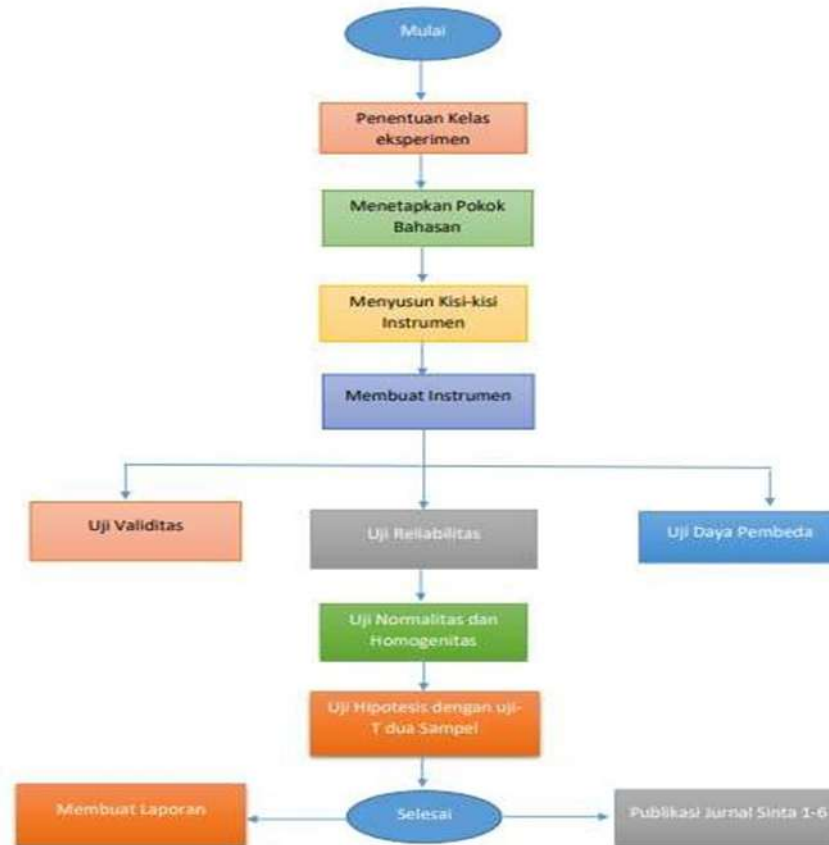 Mulai
Penentuan Kelas
eksperimen
Menetapkan Pokok
Bahasan
Menyusun Kisi-kisi
Instrumen
Membuat Instrumen
Uji Validitas
Uji Reliabilitas
Uji Daya Pembeda
Uji Normalitas dan
Homogenitas
Uji Hipotesis dengan uji-
T dua Sampel
Membuat Laporan
Selesai
Publikasi Jurnal Sinta 1-6